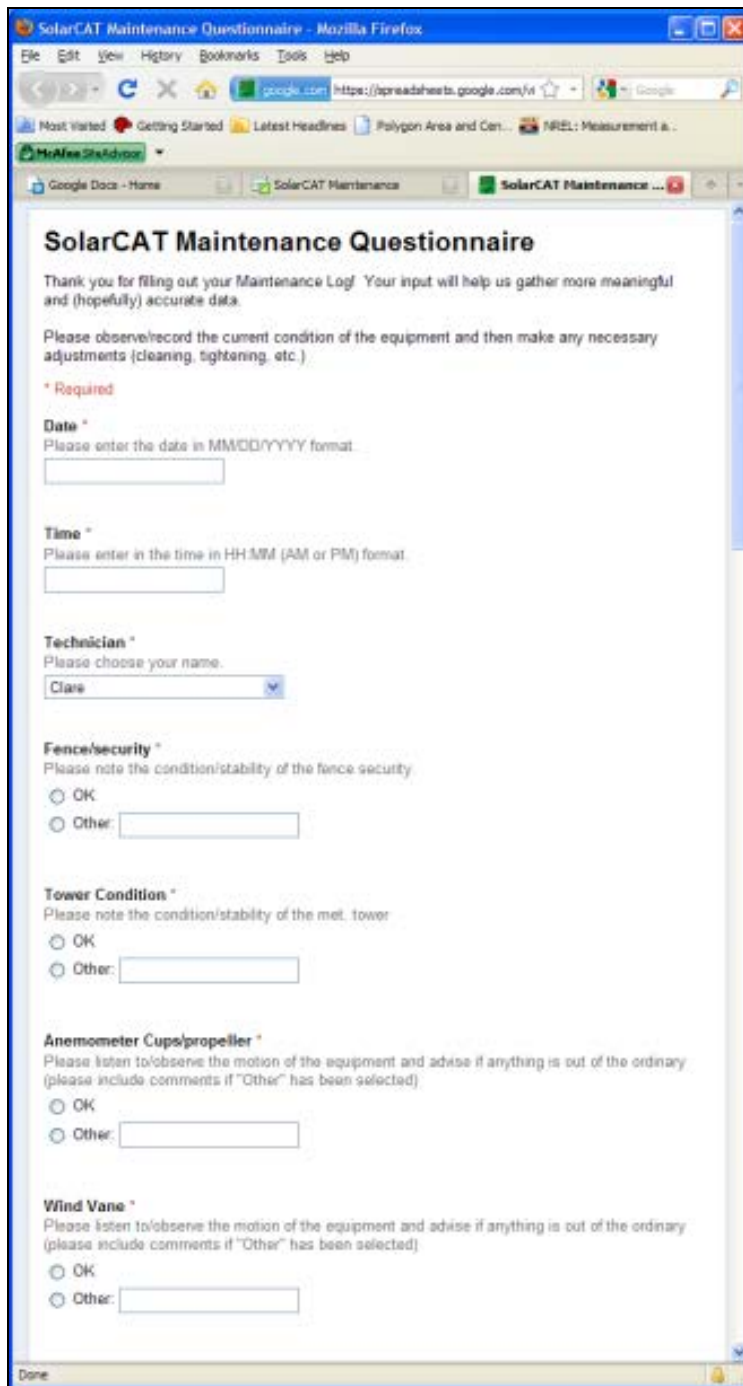 SolarCAT Maintenance Questionnaire - Mozilla Firefox
File Edit View History Bookmarks Tools Help
google.com https://spreadsheets.google.com/vi Google
Most Visited Getting Started Latest Headlines Polygon Area and Cen... NREL: Measurement a...
McAfee SiteAdvisor
Google Docs - Home SolarCAT Maintenance SolarCAT Maintenance ...
SolarCAT Maintenance Questionnaire
Thank you for filling out your Maintenance Log! Your input will help us gather more meaningful
and (hopefully) accurate data.
Please observe/record the current condition of the equipment and then make any necessary
adjustments (cleaning, tightening, etc.)
* Required
Date *
Please enter the date in MM/DD/YYYY format.
Time *
Please enter in the time in HH:MM (AM or PM) format.
Technician *
Please choose your name.
Clare
Fence/security *
Please note the condition/stability of the fence security
OK
Other:
Tower Condition *
Please note the condition/stability of the met. tower
OK
Other:
Anemometer Cups/propeller *
Please listen to/observe the motion of the equipment and advise if anything is out of the ordinary
(please include comments if "Other" has been selected)
OK
Other:
Wind Vane *
Please listen to/observe the motion of the equipment and advise if anything is out of the ordinary
(please include comments if "Other" has been selected)
OK
Other:
Done